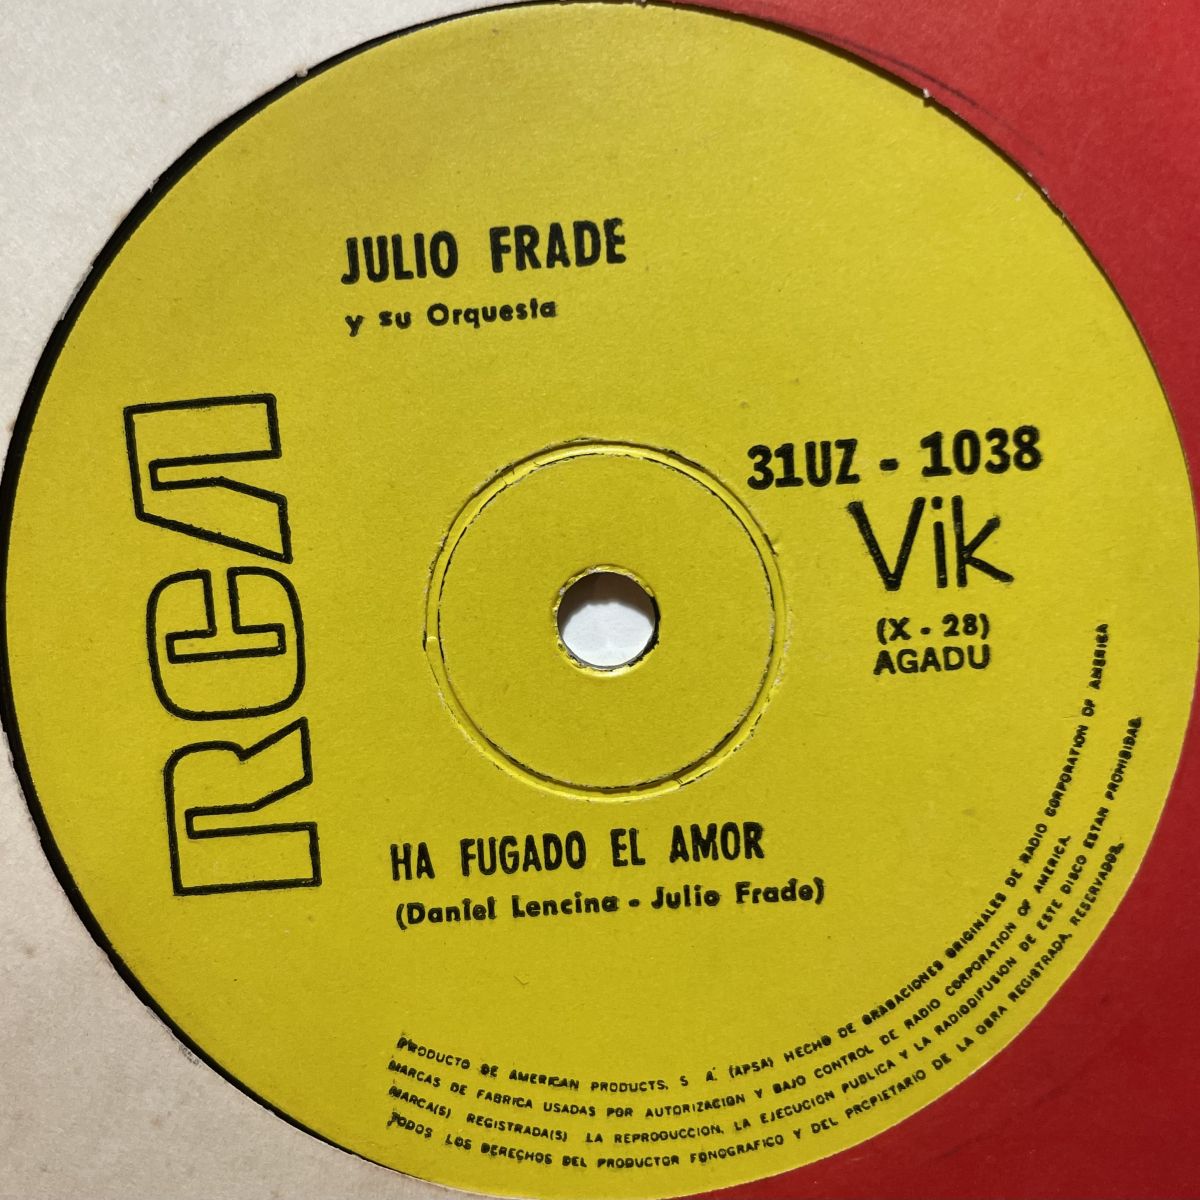 JULIO FRADE
y su Orquesta
RCA
31UZ - 1038
Vik
(X - 28)
AGADU
HA FUGADO EL AMOR
(Daniel Lencina - Julio Frade)
PRODUCTO DE AMERICAN PRODUCTS, S A. (APSA) HECHO DE GRABACIONES ORIGINALES DE RADIO CORPORATION OF AMERICA
MARCAS DE FABRICA USADAS POR AUTORIZACION Y BAJO CONTROL DE RADIO CORPORATION OF AMERICA.
MARCA(S) REGISTRADA(S) LA REPRODUCCION, LA EJECUCION PUBLICA Y LA RADIODIFUSION DE ESTE DISCO ESTAN PROHIBIDAS.
TODOS LOS DERECHOS DEL PRODUCTOR FONOGRAFICO Y DEL PROPIETARIO DE LA OBRA REGISTRADA, RESERVADOS.